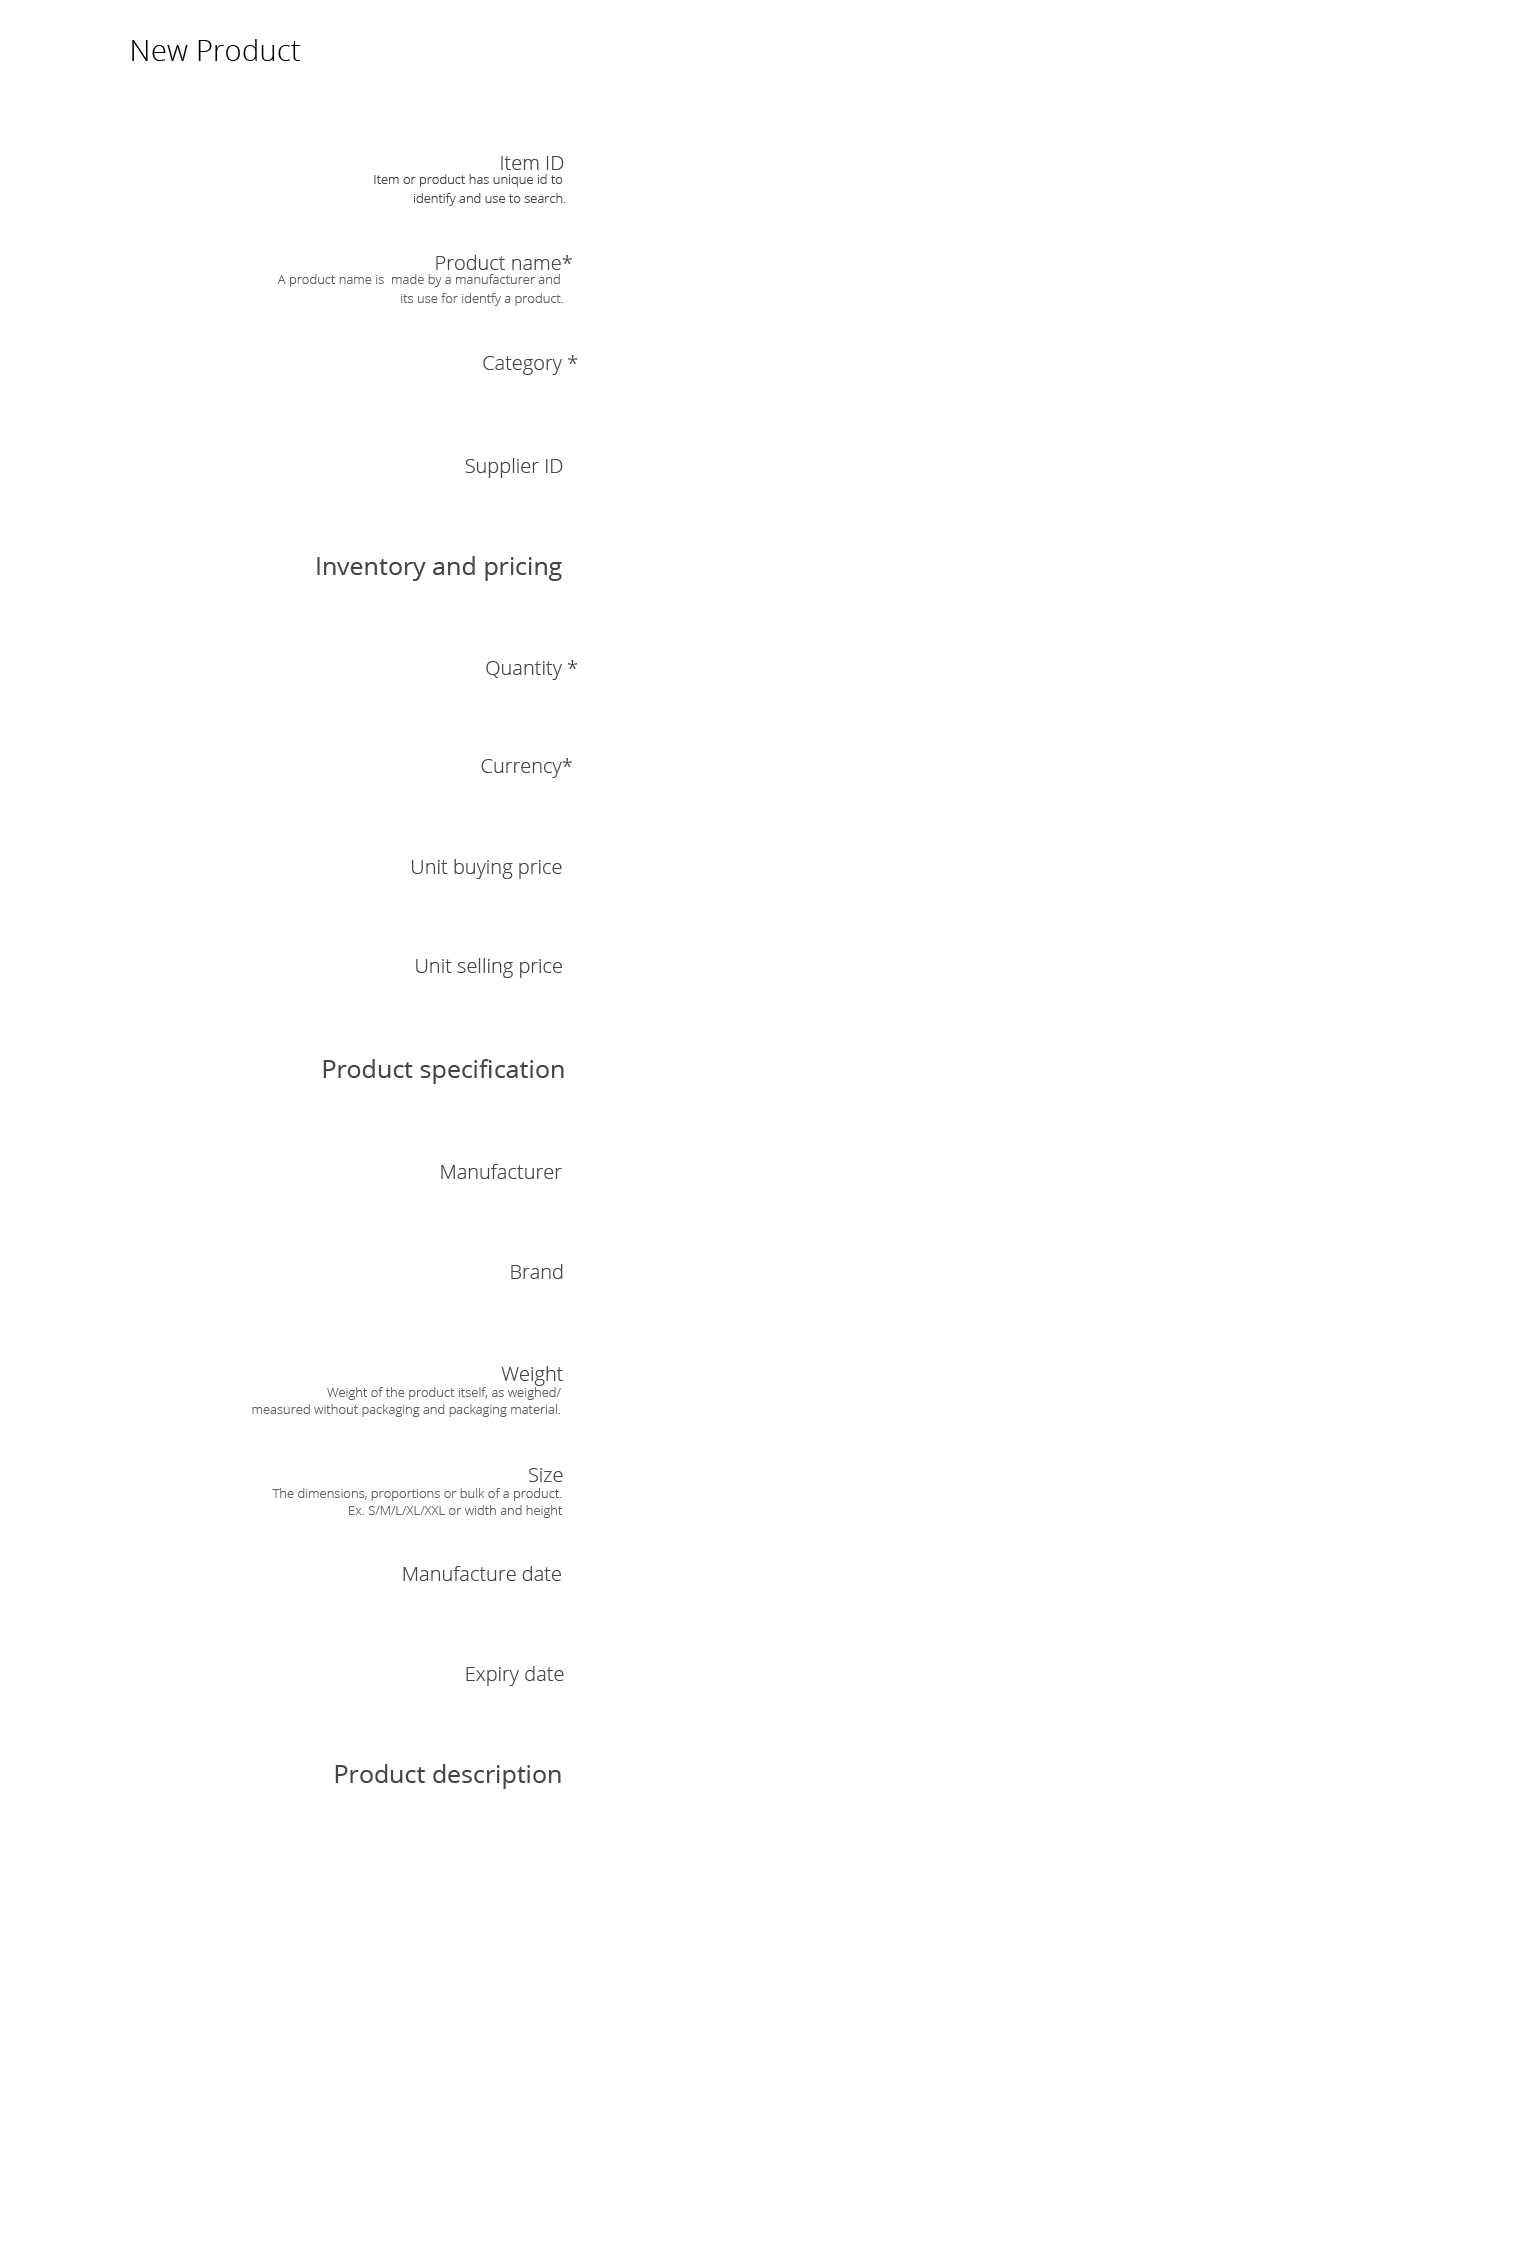 New Product
Item ID
Item or product has unique id to
identify and use to search.
Product name*
A product name is  made by a manufacturer and
its use for identfy a product.
Category *
Supplier ID
Inventory and pricing
Quantity *
Currency*
Unit buying price
Unit selling price
Product specification
Manufacturer
Brand
Weight
Weight of the product itself, as weighed/
measured without packaging and packaging material.
Size
The dimensions, proportions or bulk of a product.
Ex. S/M/L/XL/XXL or width and height
Manufacture date
Expiry date
Product description